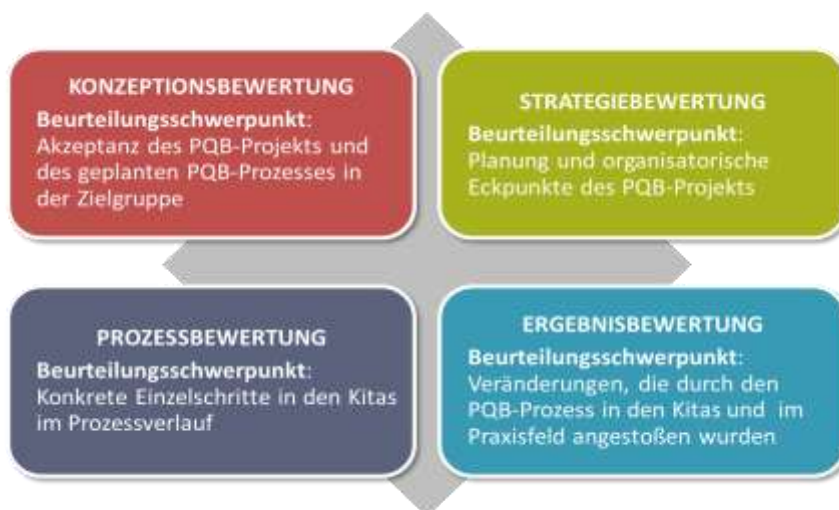 KONZEPTIONSBEWERTUNG
Beurteilungsschwerpunkt:
Akzeptanz des PQB-Projekts und
des geplanten PQB-Prozesses in
der Zielgruppe
STRATEGIEBEWERTUNG
Beurteilungsschwerpunkt:
Planung und organisatorische
Eckpunkte des PQB-Projekts
PROZESSBEWERTUNG
Beurteilungsschwerpunkt:
Konkrete Einzelschritte in den Kitas
im Prozessverlauf
ERGEBNISBEWERTUNG
Beurteilungsschwerpunkt:
Veränderungen, die durch den
PQB-Prozess in den Kitas und im
Praxisfeld angestoßen wurden